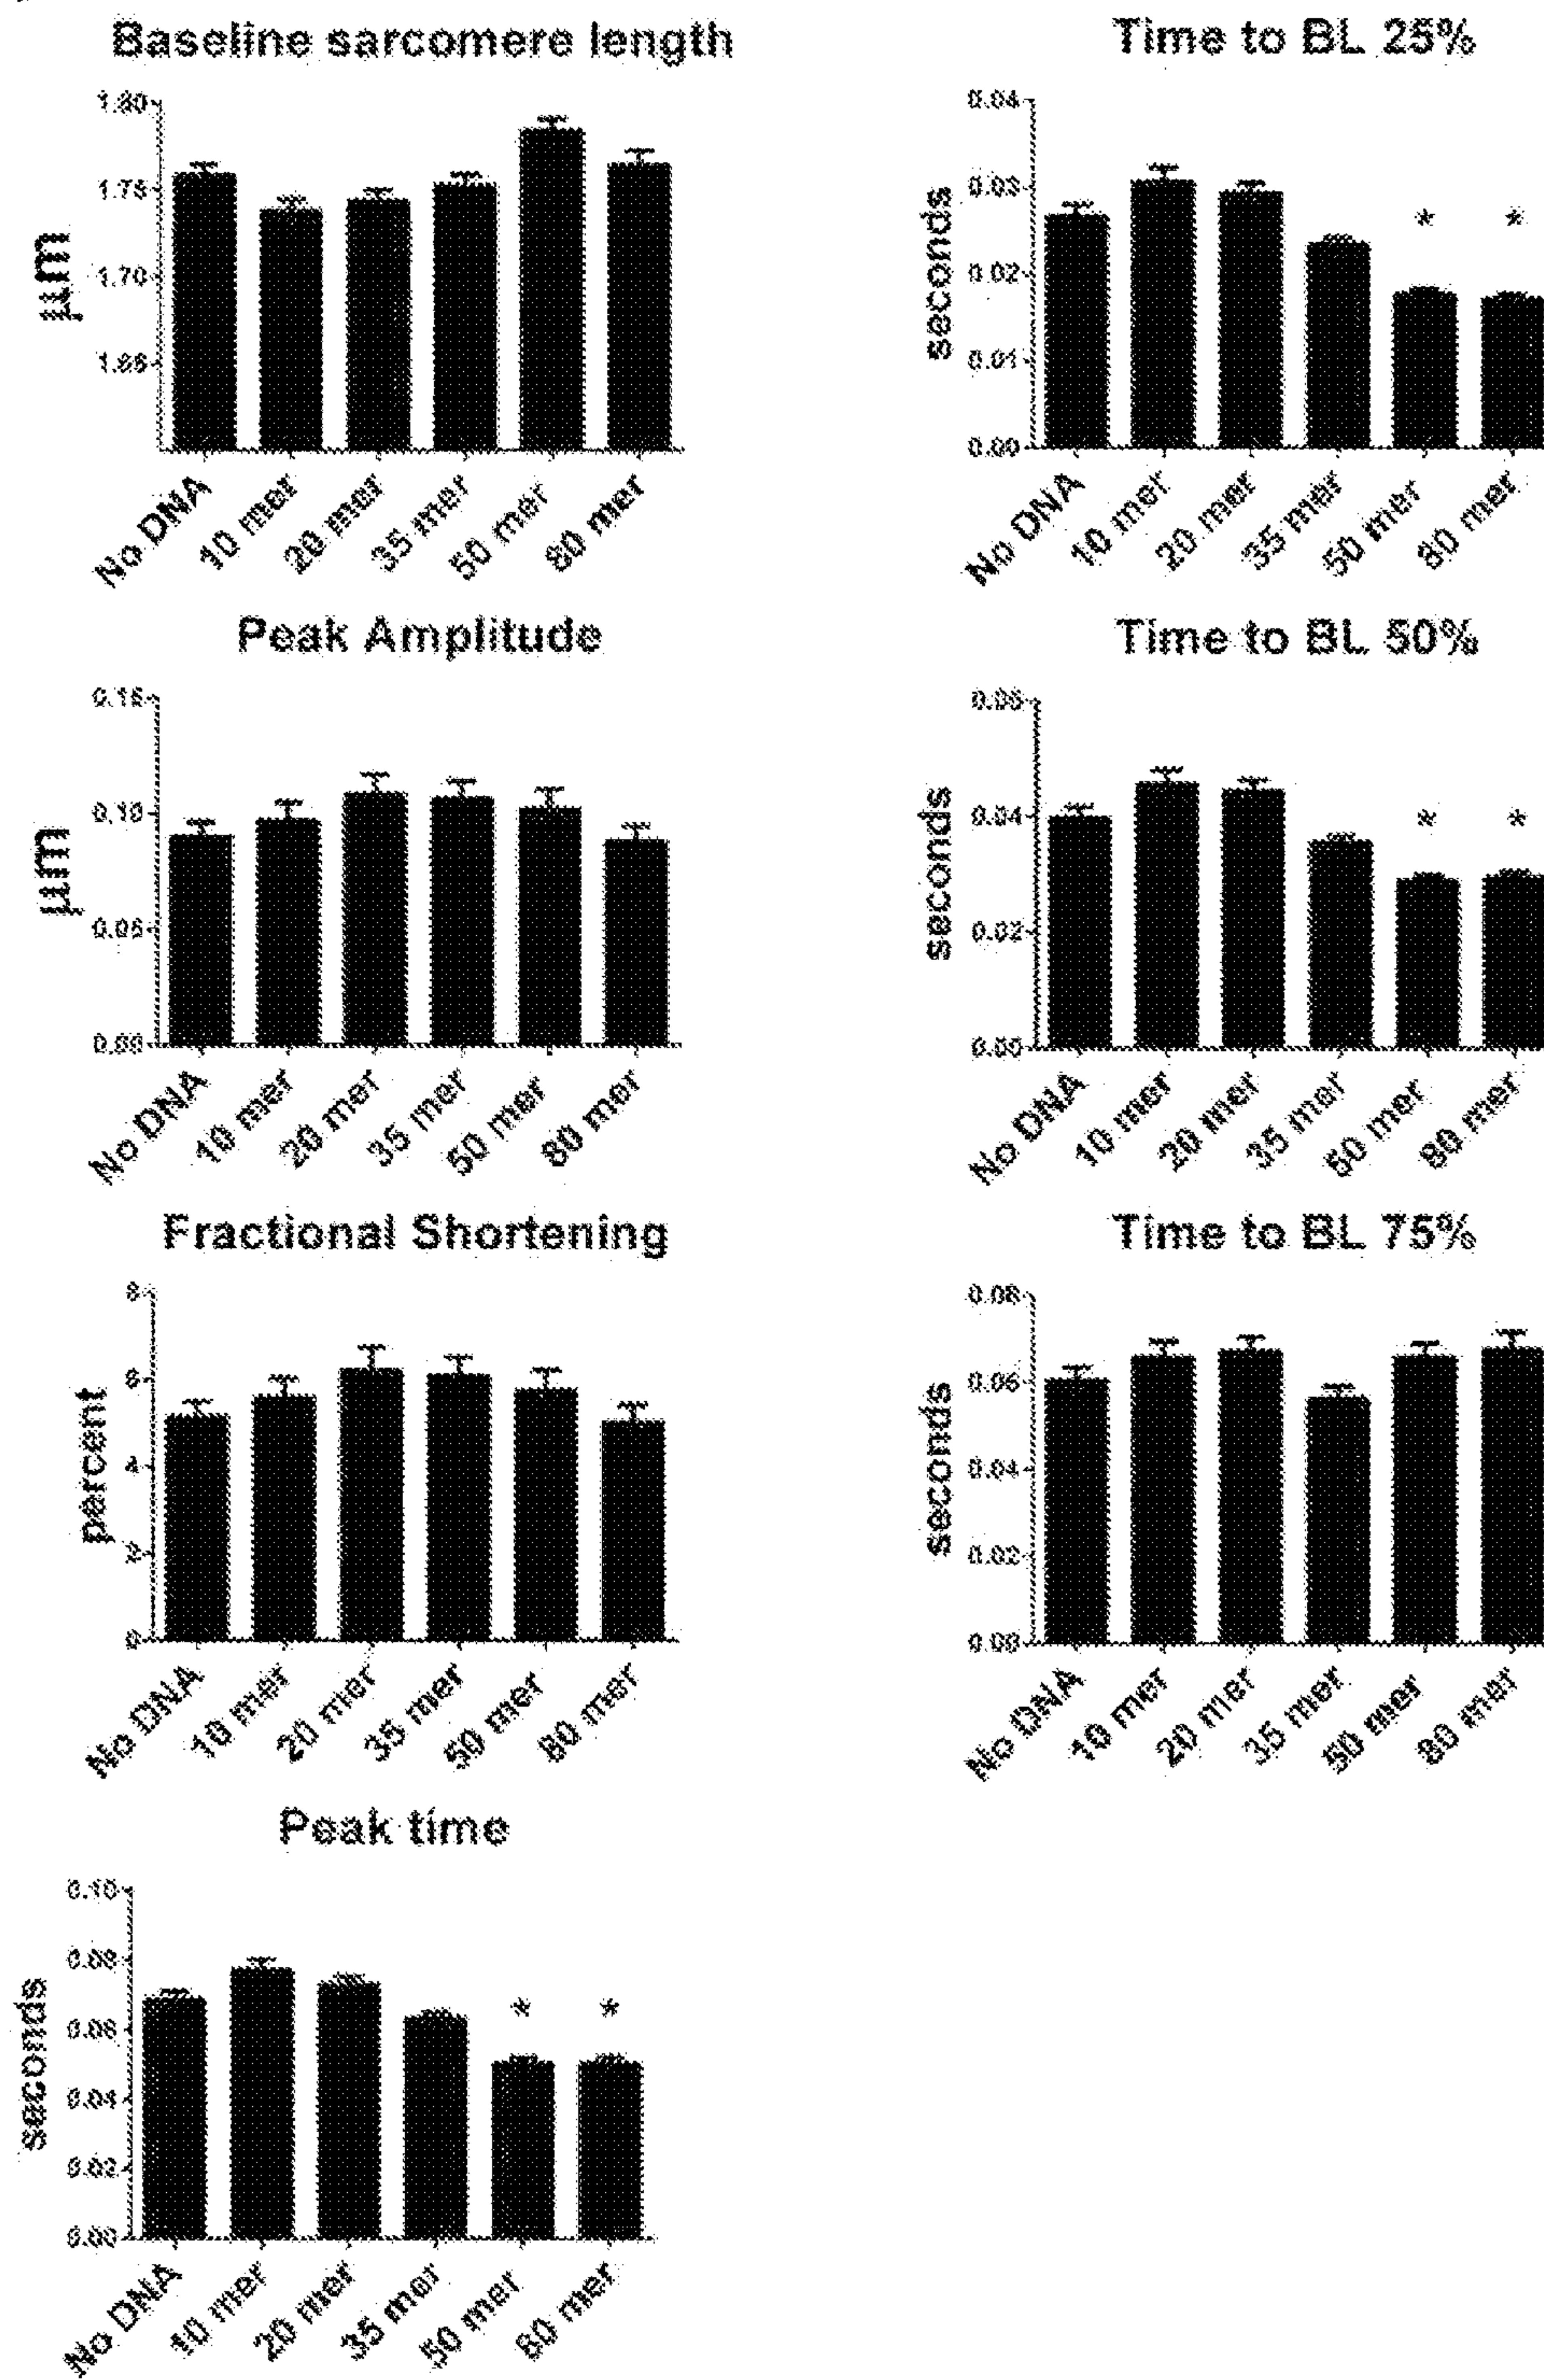 Baseline sarcomere length
µm
1.80
1.75
1.70
1.65
No DNA
10 mer
20 mer
35 mer
50 mer
80 mer
Time to BL 25%
seconds
0.04
0.03
0.02
0.01
0.00
*
*
No DNA
10 mer
20 mer
35 mer
50 mer
80 mer
Peak Amplitude
µm
0.15
0.10
0.05
0.00
No DNA
10 mer
20 mer
35 mer
50 mer
80 mer
Time to BL 50%
seconds
0.06
0.04
0.02
0.00
*
*
No DNA
10 mer
20 mer
35 mer
50 mer
80 mer
Fractional Shortening
percent
8
6
4
2
0
No DNA
10 mer
20 mer
35 mer
50 mer
80 mer
Time to BL 75%
seconds
0.08
0.06
0.04
0.02
0.00
No DNA
10 mer
20 mer
35 mer
50 mer
80 mer
Peak time
seconds
0.10
0.08
0.06
0.04
0.02
0.00
*
*
No DNA
10 mer
20 mer
35 mer
50 mer
80 mer